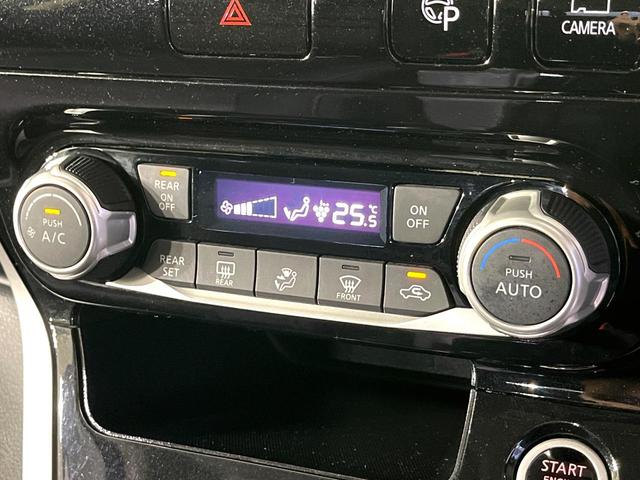 P
CAMERA
PUSH
A/C
REAR
ON
OFF
25.5℃
ON
OFF
REAR
SET
REAR
FRONT
PUSH
AUTO
START